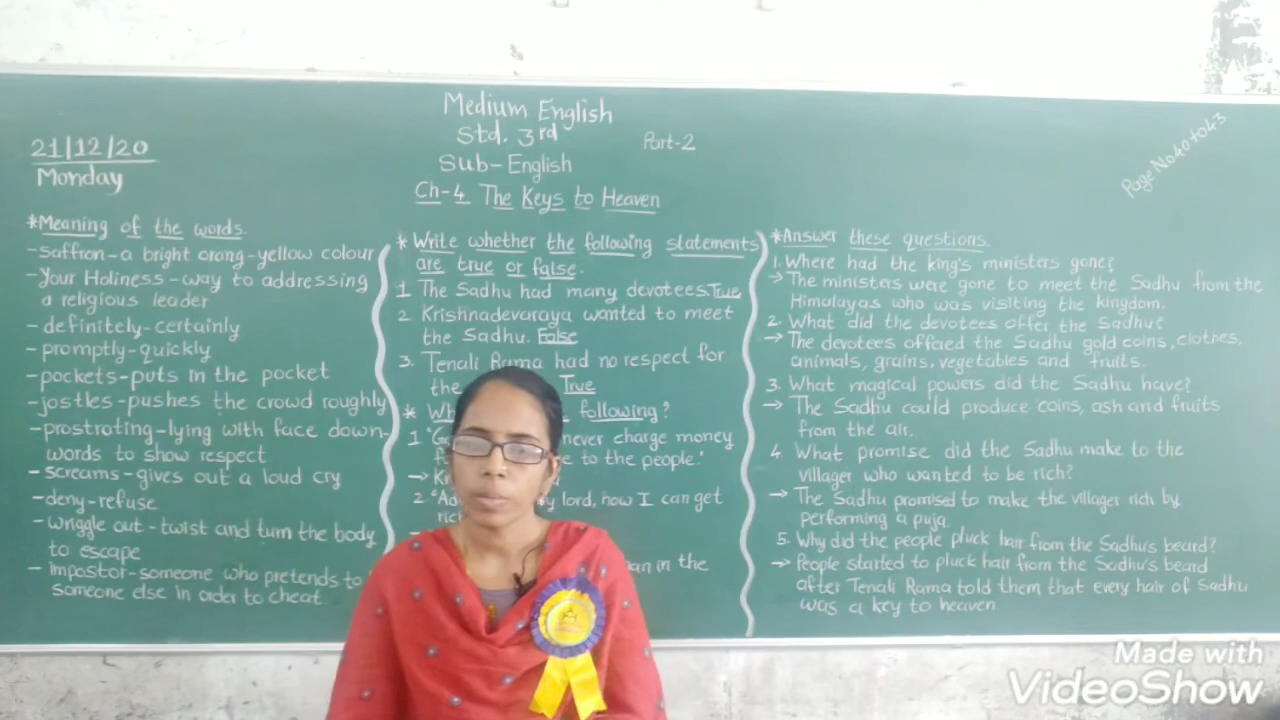 21/12/20
Monday
Medium English
Std. 3rd
Part-2
Sub-English
Ch-4 The Keys to Heaven
Page No 40 to 43
*Meaning of the words.
-saffron-a bright orang-yellow colour
-Your Holiness-way to addressing
a religious leader
-definitely-certainly
-promptly-quickly
-pockets-puts in the pocket
-jostles-pushes the crowd roughly
-prostrating-lying with face down-
words to show respect
-screams-gives out a loud cry
-deny-refuse
-wriggle out-twist and turn the body
to escape
-impostor-someone who pretends to
someone else in order to cheat
* Write whether the following statements
are true or false.
1 The Sadhu had many devotees. True
2 Krishnadevaraya wanted to meet
the Sadhu. False
3. Tenali Rama had no respect for
the True
* following?
1 never charge money
to the people.'
2 lord, how I can get
in the
*Answer these questions.
1. Where had the king's ministers gone?
→ The ministers were gone to meet the Sadhu from the
Himalayas who was visiting the kingdom.
2. What did the devotees offer the Sadhu?
→ The devotees offered the Sadhu gold coins, clothes,
animals, grains, vegetables and fruits.
3. What magical powers did the Sadhu have?
→ The Sadhu could produce coins, ash and fruits
from the air.
4. What promise did the Sadhu make to the
villager who wanted to be rich?
→ The Sadhu promised to make the villager rich by
performing a puja.
5. Why did the people pluck hair from the Sadhu's beard?
→ People started to pluck hair from the Sadhu's beard
after Tenali Rama told them that every hair of Sadhu
was a key to heaven
Made with
VideoShow